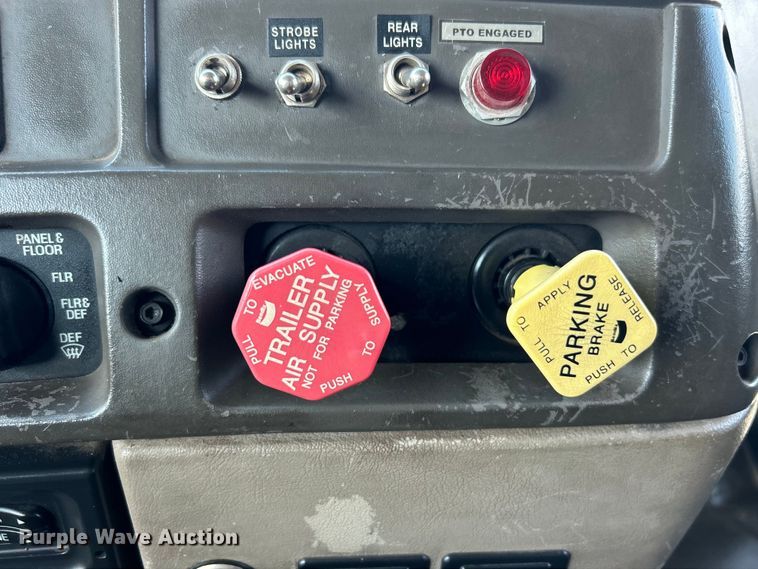 STROBE
LIGHTS
REAR
LIGHTS
PTO ENGAGED
PANEL &
FLOOR
FLR
FLR&
DEF
DEF
PULL TO EVACUATE
TRAILER
AIR SUPPLY
NOT FOR PARKING
PUSH TO SUPPLY
PULL TO APPLY
PARKING
BRAKE
PUSH TO RELEASE
Purple Wave Auction